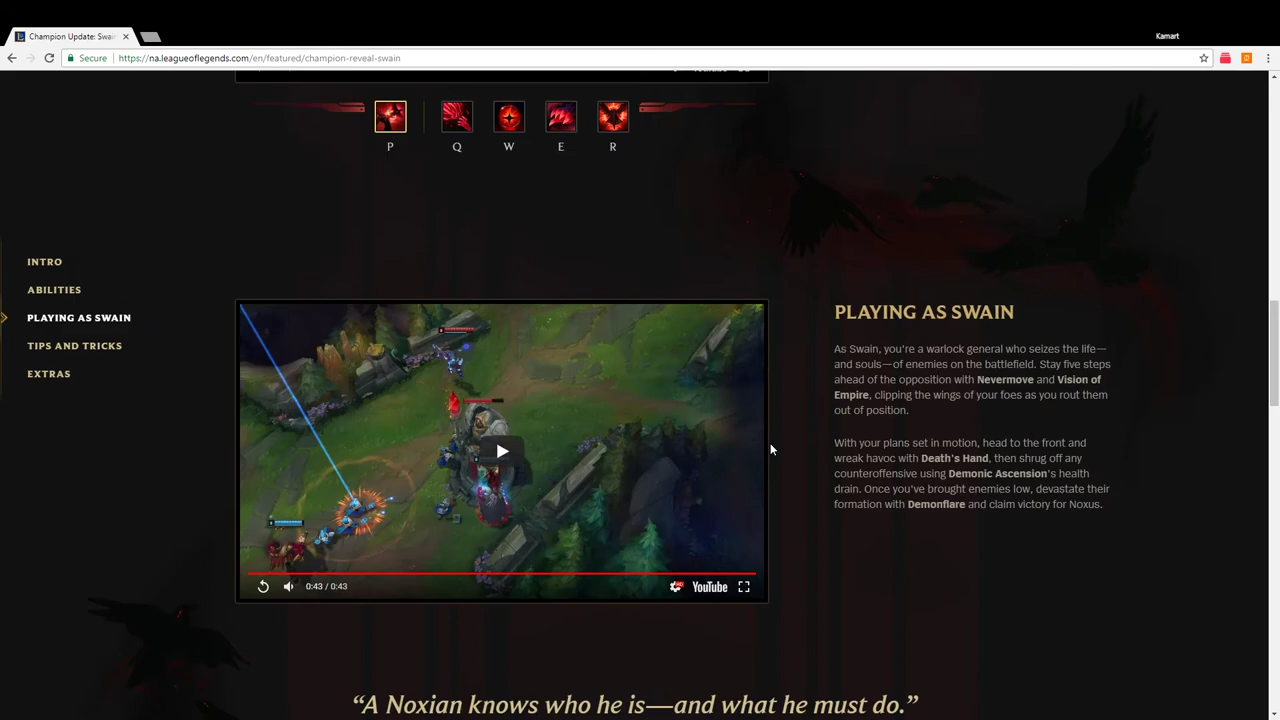 Champion Update: Swai
Kamart
Secure
https://na.leagueoflegends.com/en/featured/champion-reveal-swain
P
Q
W
E
R
INTRO
ABILITIES
PLAYING AS SWAIN
TIPS AND TRICKS
EXTRAS
0:43 / 0:43
HD
YouTube
PLAYING AS SWAIN
As Swain, you're a warlock general who seizes the life—
and souls—of enemies on the battlefield. Stay five steps
ahead of the opposition with Nevermove and Vision of
Empire, clipping the wings of your foes as you rout them
out of position.
With your plans set in motion, head to the front and
wreak havoc with Death's Hand, then shrug off any
counteroffensive using Demonic Ascension's health
drain. Once you've brought enemies low, devastate their
formation with Demonflare and claim victory for Noxus.
“A Noxian knows who he is—and what he must do.”